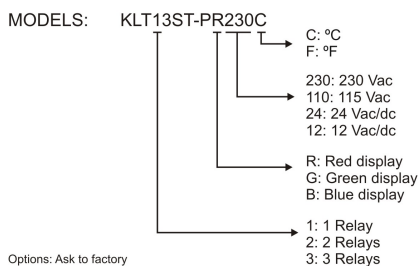 MODELS: KLT13ST-PR230C
C: ºC
F: ºF
230: 230 Vac
110: 115 Vac
24: 24 Vac/dc
12: 12 Vac/dc
R: Red display
G: Green display
B: Blue display
1: 1 Relay
2: 2 Relays
3: 3 Relays
Options: Ask to factory